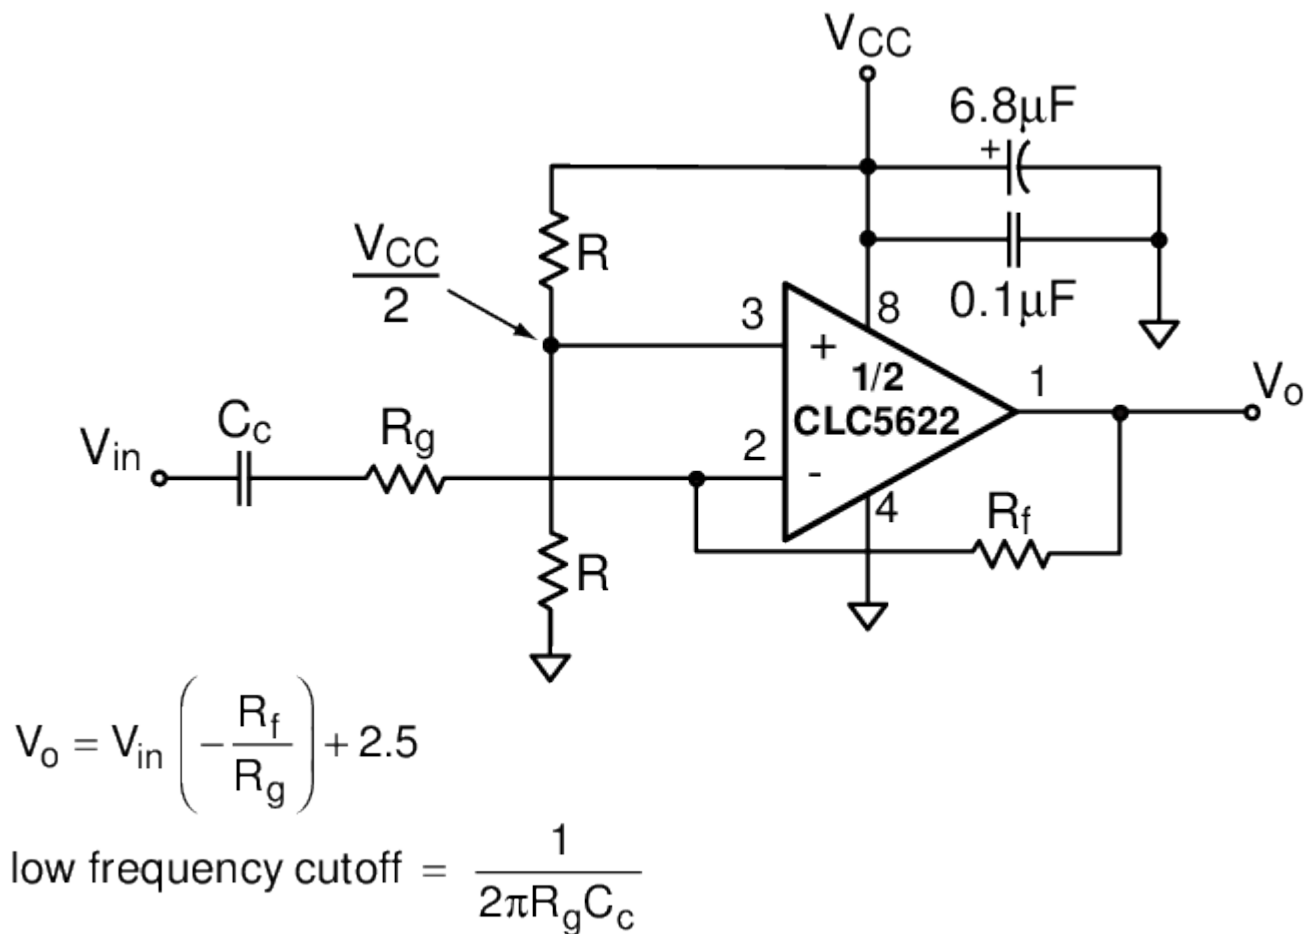 VCC
6.8μF
+
R
VCC
2
0.1μF
3
8
+
1/2
CLC5622
1
Vo
Vin
Cc
Rg
2
-
4
Rf
R
Vo = Vin (− Rf / Rg) + 2.5
low frequency cutoff = 1 / 2πRgCc